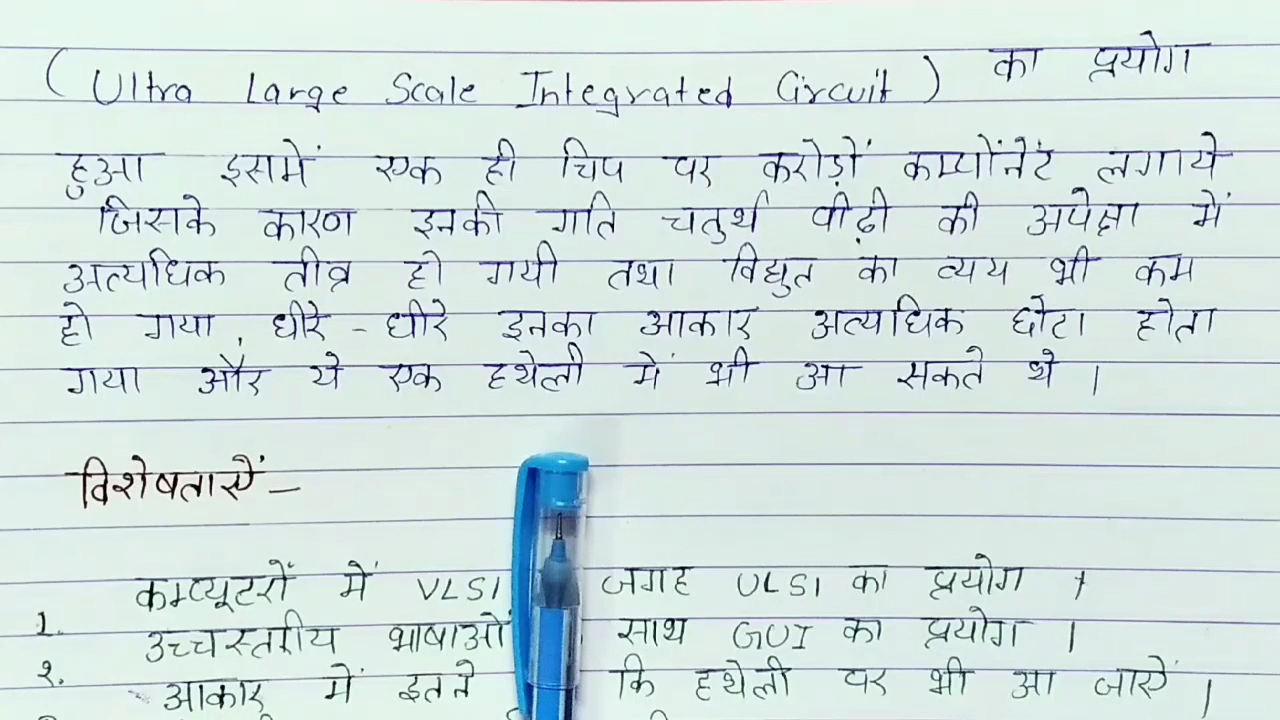 (Ultra Large Scale Integrated Circuit) का प्रयोग
हुआ इसमें एक ही चिप पर करोड़ों कम्पोंनेंट लगाये
जिसके कारण इनकी गति चतुर्थ पीढ़ी की अपेक्षा में
अत्यधिक तीव्र हो गयी तथा विद्युत का व्यय भी कम
हो गया, धीरे-धीरे इनका आकार अत्यधिक छोटा होता
गया और ये एक हथेली में भी आ सकते थे।
विशेषताऐं-
1. कम्प्यूटरों में VLSI जगह ULSI का प्रयोग।
2. उच्चस्तरीय भाषाओं साथ GUI का प्रयोग।
आकार में इतने कि हथेली पर भी आ जाऐं।